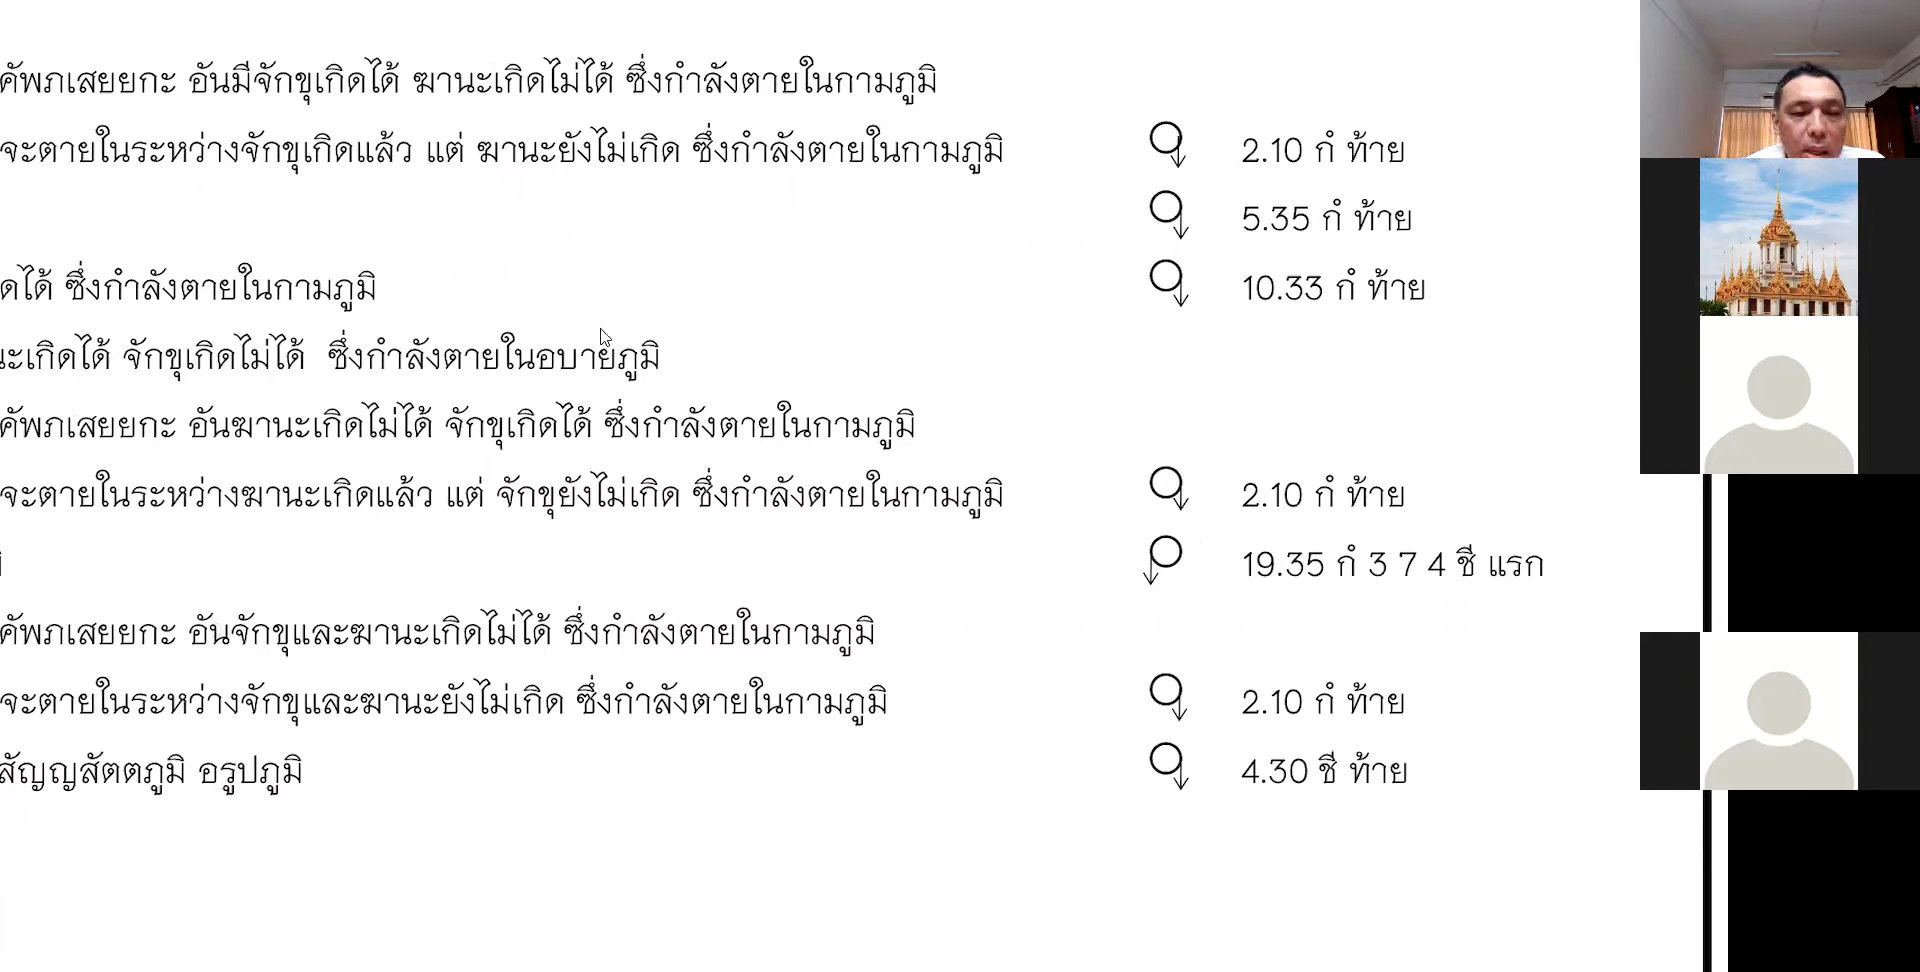 คัพภเสยยกะ อันมีจักขุเกิดได้ ฆานะเกิดไม่ได้ ซึ่งกำลังตายในกามภูมิ
จะตายในระหว่างจักขุเกิดแล้ว แต่ ฆานะยังไม่เกิด ซึ่งกำลังตายในกามภูมิ 2.10 กํ ท้าย
5.35 กํ ท้าย
ดได้ ซึ่งกำลังตายในกามภูมิ 10.33 กํ ท้าย
นะเกิดได้ จักขุเกิดไม่ได้ ซึ่งกำลังตายในอบายภูมิ
คัพภเสยยกะ อันฆานะเกิดไม่ได้ จักขุเกิดได้ ซึ่งกำลังตายในกามภูมิ
จะตายในระหว่างฆานะเกิดแล้ว แต่ จักขุยังไม่เกิด ซึ่งกำลังตายในกามภูมิ 2.10 กํ ท้าย
19.35 กํ 3 7 4 ชี แรก
คัพภเสยยกะ อันจักขุและฆานะเกิดไม่ได้ ซึ่งกำลังตายในกามภูมิ
จะตายในระหว่างจักขุและฆานะยังไม่เกิด ซึ่งกำลังตายในกามภูมิ 2.10 กํ ท้าย
สัญญสัตตภูมิ อรูปภูมิ 4.30 ชี ท้าย